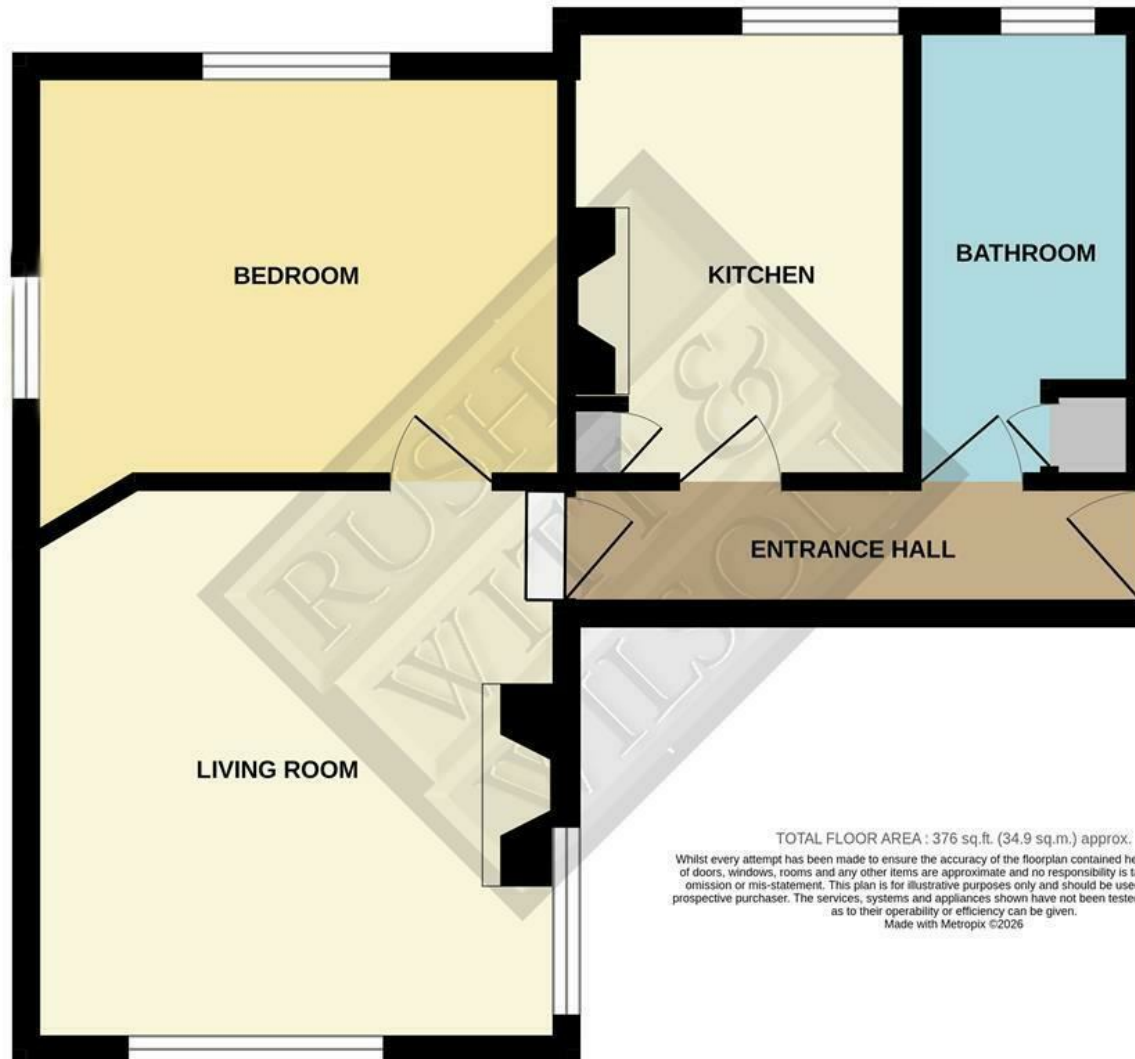 BEDROOM
KITCHEN
BATHROOM
ENTRANCE HALL
LIVING ROOM
RUSH
WITT &
WILSON
TOTAL FLOOR AREA : 376 sq.ft. (34.9 sq.m.) approx.
Whilst every attempt has been made to ensure the accuracy of the floorplan contained
of doors, windows, rooms and any other items are approximate and no responsibility is
omission or mis-statement. This plan is for illustrative purposes only and should be
prospective purchaser. The services, systems and appliances shown have not been
as to their operability or efficiency can be given.
Made with Metropix ©2026